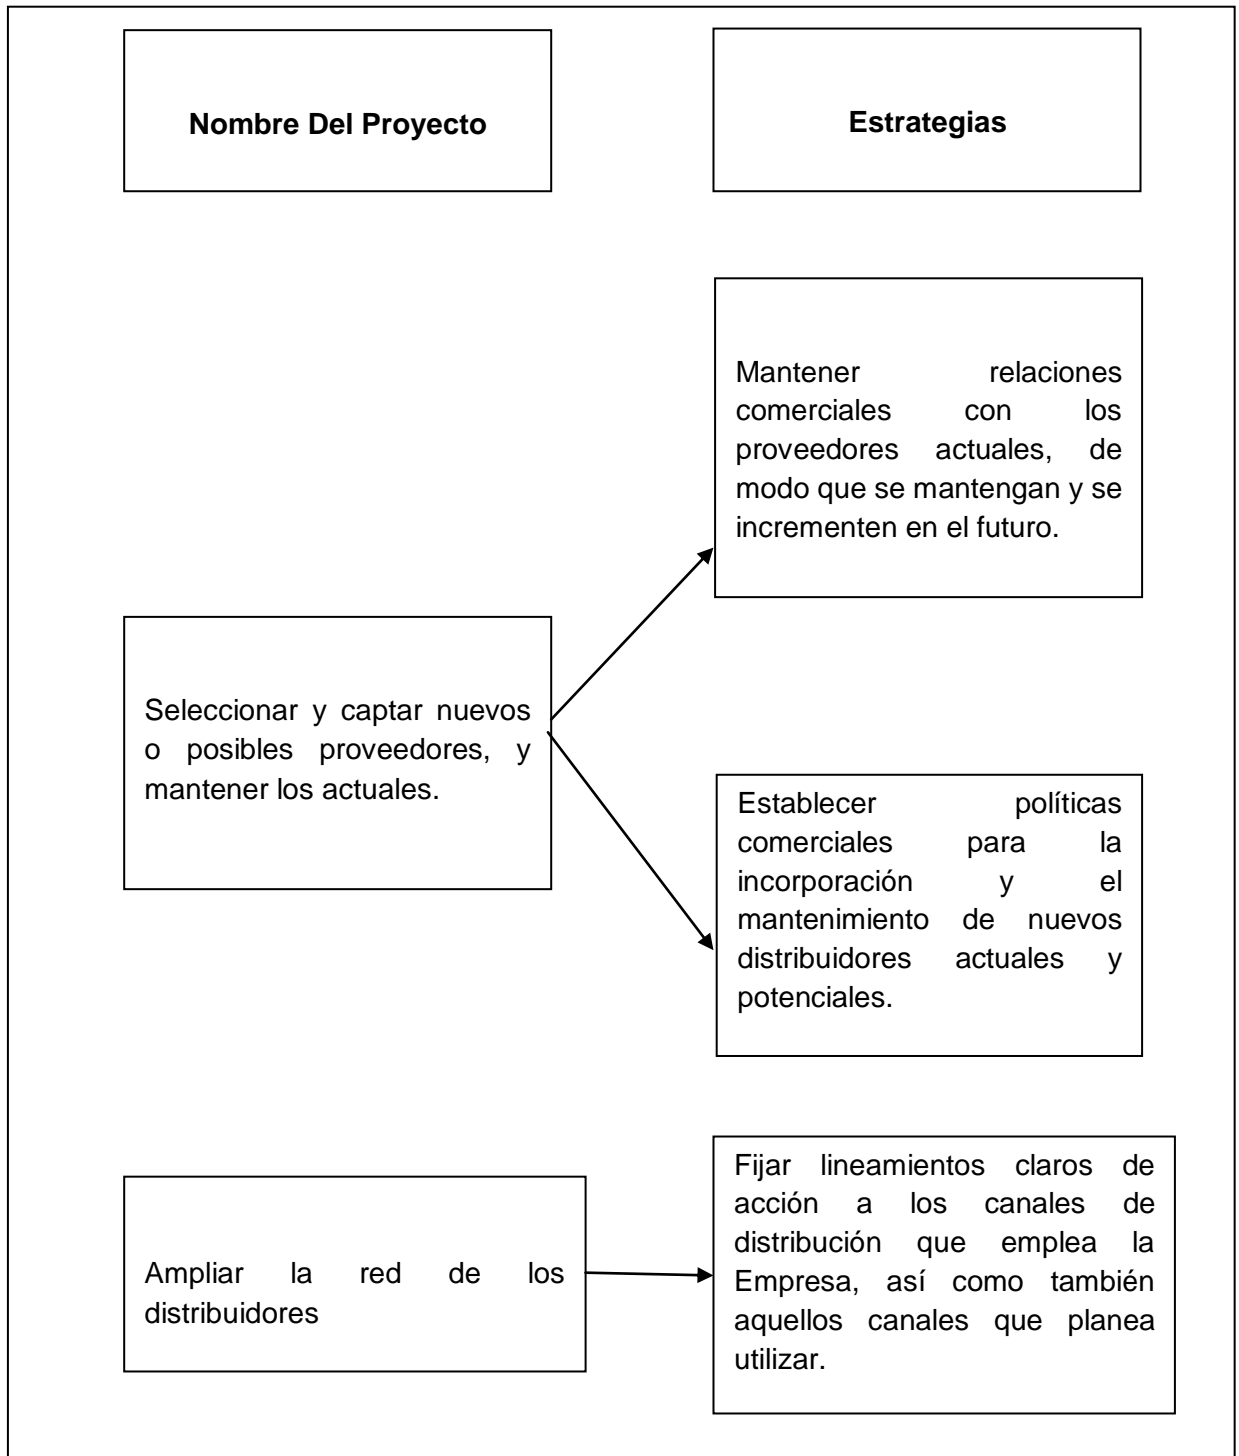 Nombre Del Proyecto
Estrategias
Mantener relaciones
comerciales con los
proveedores actuales, de
modo que se mantengan y se
incrementen en el futuro.
Seleccionar y captar nuevos
o posibles proveedores, y
mantener los actuales.
Establecer políticas
comerciales para la
incorporación y el
mantenimiento de nuevos
distribuidores actuales y
potenciales.
Ampliar la red de los
distribuidores
Fijar lineamientos claros de
acción a los canales de
distribución que emplea la
Empresa, así como también
aquellos canales que planea
utilizar.